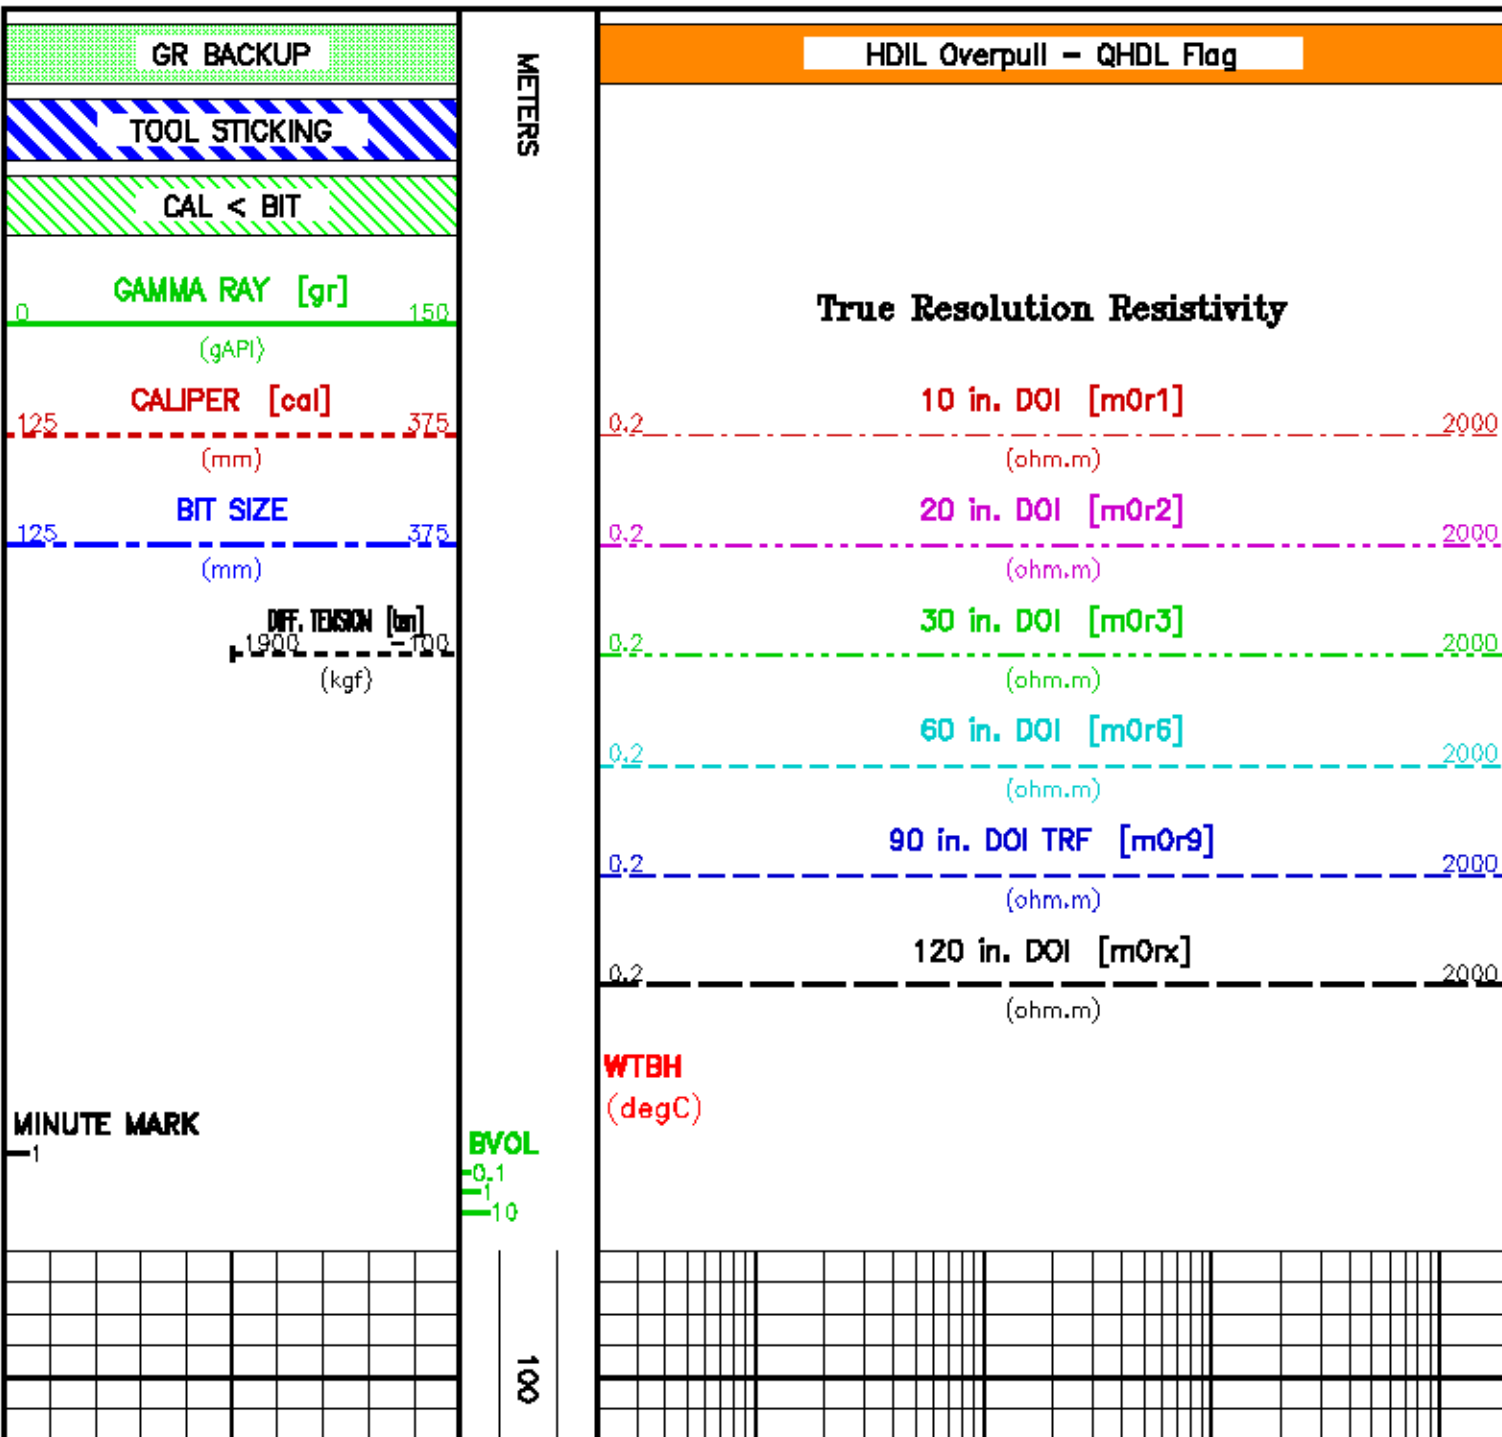 GR BACKUP
TOOL STICKING
CAL < BIT
GAMMA RAY [gr]
0 150
(gAPI)
CALIPER [cal]
125 375
(mm)
BIT SIZE
125 375
(mm)
DIFF. TENSION [ten]
1900 -100
(kgf)
MINUTE MARK
1
METERS
BVOL
0.1
1
10
100
HDIL Overpull - QHDL Flag
True Resolution Resistivity
10 in. DOI [m0r1]
0.2 2000
(ohm.m)
20 in. DOI [m0r2]
0.2 2000
(ohm.m)
30 in. DOI [m0r3]
0.2 2000
(ohm.m)
60 in. DOI [m0r6]
0.2 2000
(ohm.m)
90 in. DOI TRF [m0r9]
0.2 2000
(ohm.m)
120 in. DOI [m0rx]
0.2 2000
(ohm.m)
WTBH
(degC)